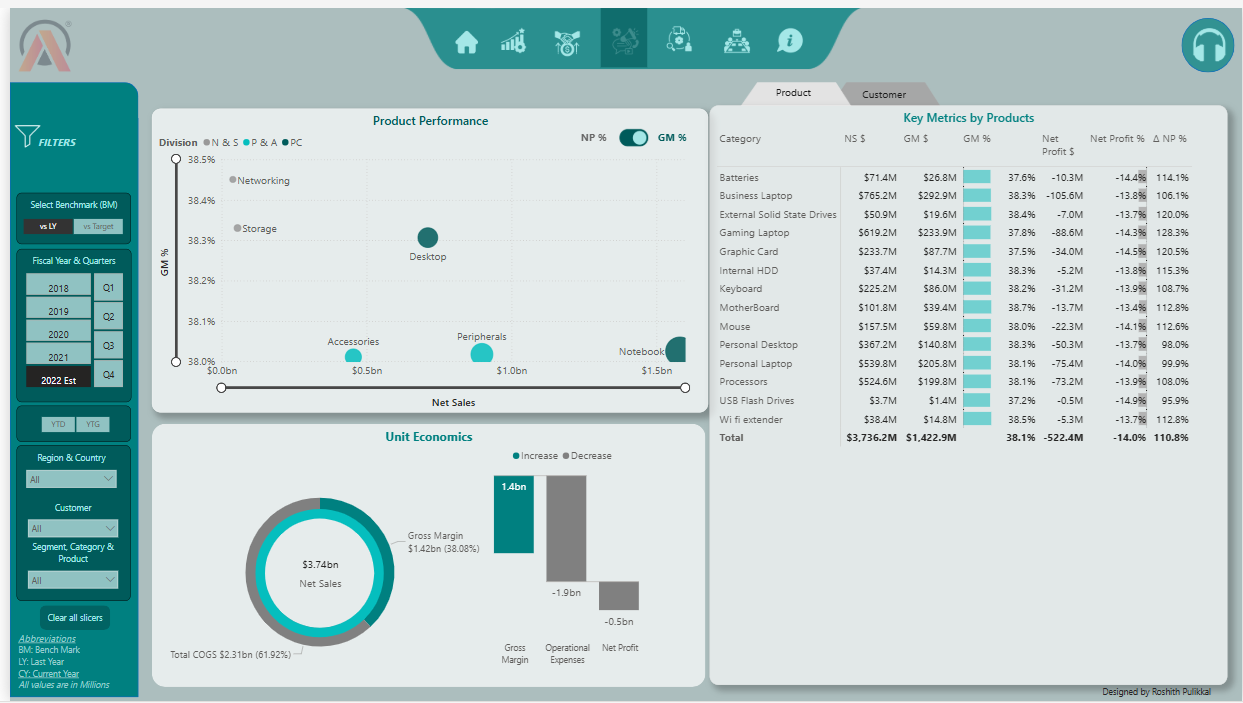 Product
Customer
FILTERS
Select Benchmark (BM)
vs LY
vs Target
Fiscal Year & Quarters
2018
2019
2020
2021
2022 Est
Q1
Q2
Q3
Q4
YTD
YTG
Region & Country
All
Customer
All
Segment, Category &
Product
All
Clear all slicers
Abbreviations
BM: Bench Mark
LY: Last Year
CY: Current Year
All values are in Millions
Product Performance
NP %
GM %
Division N & S P & A PC
38.5%
38.4%
38.3%
38.2%
38.1%
38.0%
GM %
Networking
Storage
Desktop
Accessories
Peripherals
Notebook
$0.0bn $0.5bn $1.0bn $1.5bn
Net Sales
Unit Economics
Increase Decrease
$3.74bn
Net Sales
Gross Margin
$1.42bn (38.08%)
Total COGS $2.31bn (61.92%)
1.4bn
-1.9bn
-0.5bn
Gross
Margin
Operational
Expenses
Net Profit
Key Metrics by Products
Category NS $ GM $ GM % Net
Profit $ Net Profit % Δ NP %
Batteries $71.4M $26.8M 37.6% -10.3M -14.4% 114.1%
Business Laptop $765.2M $292.9M 38.3% -105.6M -13.8% 106.1%
External Solid State Drives $50.9M $19.6M 38.4% -7.0M -13.7% 120.0%
Gaming Laptop $619.2M $233.9M 37.8% -88.6M -14.3% 128.3%
Graphic Card $233.7M $87.7M 37.5% -34.0M -14.5% 120.5%
Internal HDD $37.4M $14.3M 38.3% -5.2M -13.8% 115.3%
Keyboard $225.2M $86.0M 38.2% -31.2M -13.9% 108.7%
MotherBoard $101.8M $39.4M 38.7% -13.7M -13.4% 112.8%
Mouse $157.5M $59.8M 38.0% -22.3M -14.1% 112.6%
Personal Desktop $367.2M $140.8M 38.3% -50.3M -13.7% 98.0%
Personal Laptop $539.8M $205.8M 38.1% -75.4M -14.0% 99.9%
Processors $524.6M $199.8M 38.1% -73.2M -13.9% 108.0%
USB Flash Drives $3.7M $1.4M 37.2% -0.5M -14.9% 95.9%
Wi fi extender $38.4M $14.8M 38.5% -5.3M -13.7% 112.8%
Total $3,736.2M $1,422.9M 38.1% -522.4M -14.0% 110.8%
Designed by Roshith Pulikkal